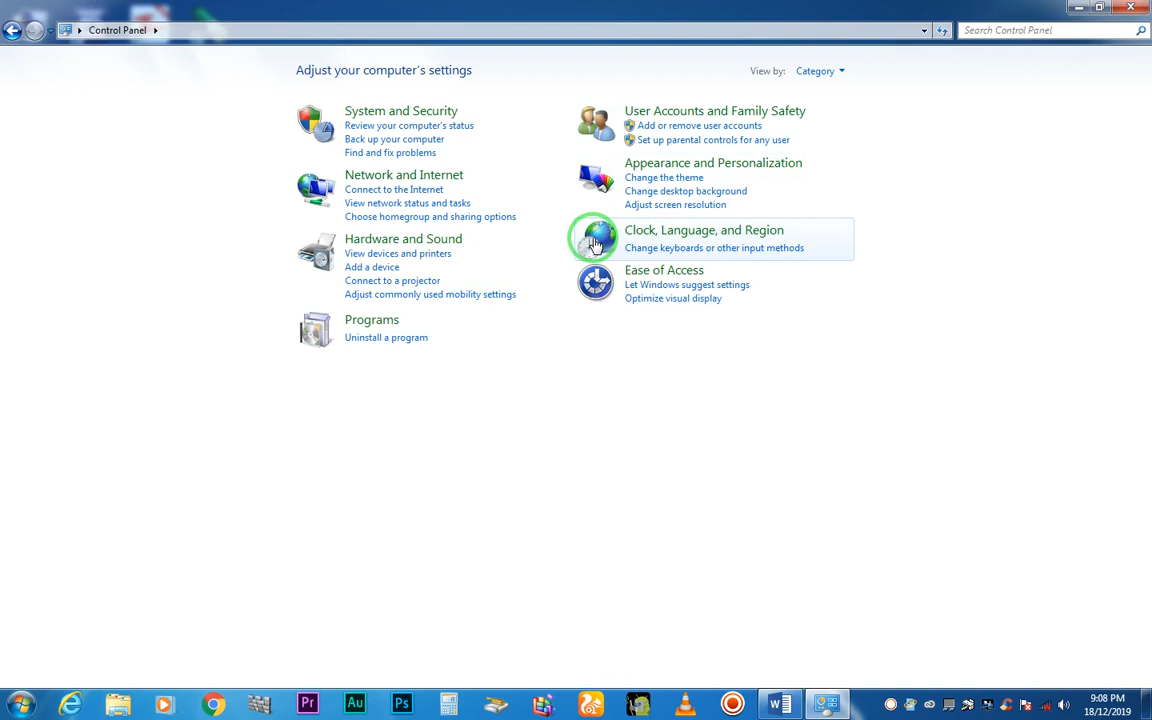 Control Panel
Search Control Panel
Adjust your computer's settings
View by: Category
System and Security
Review your computer's status
Back up your computer
Find and fix problems
Network and Internet
Connect to the Internet
View network status and tasks
Choose homegroup and sharing options
Hardware and Sound
View devices and printers
Add a device
Connect to a projector
Adjust commonly used mobility settings
Programs
Uninstall a program
User Accounts and Family Safety
Add or remove user accounts
Set up parental controls for any user
Appearance and Personalization
Change the theme
Change desktop background
Adjust screen resolution
Clock, Language, and Region
Change keyboards or other input methods
Ease of Access
Let Windows suggest settings
Optimize visual display
Pr
Au
Ps
W
9:08 PM
18/12/2019